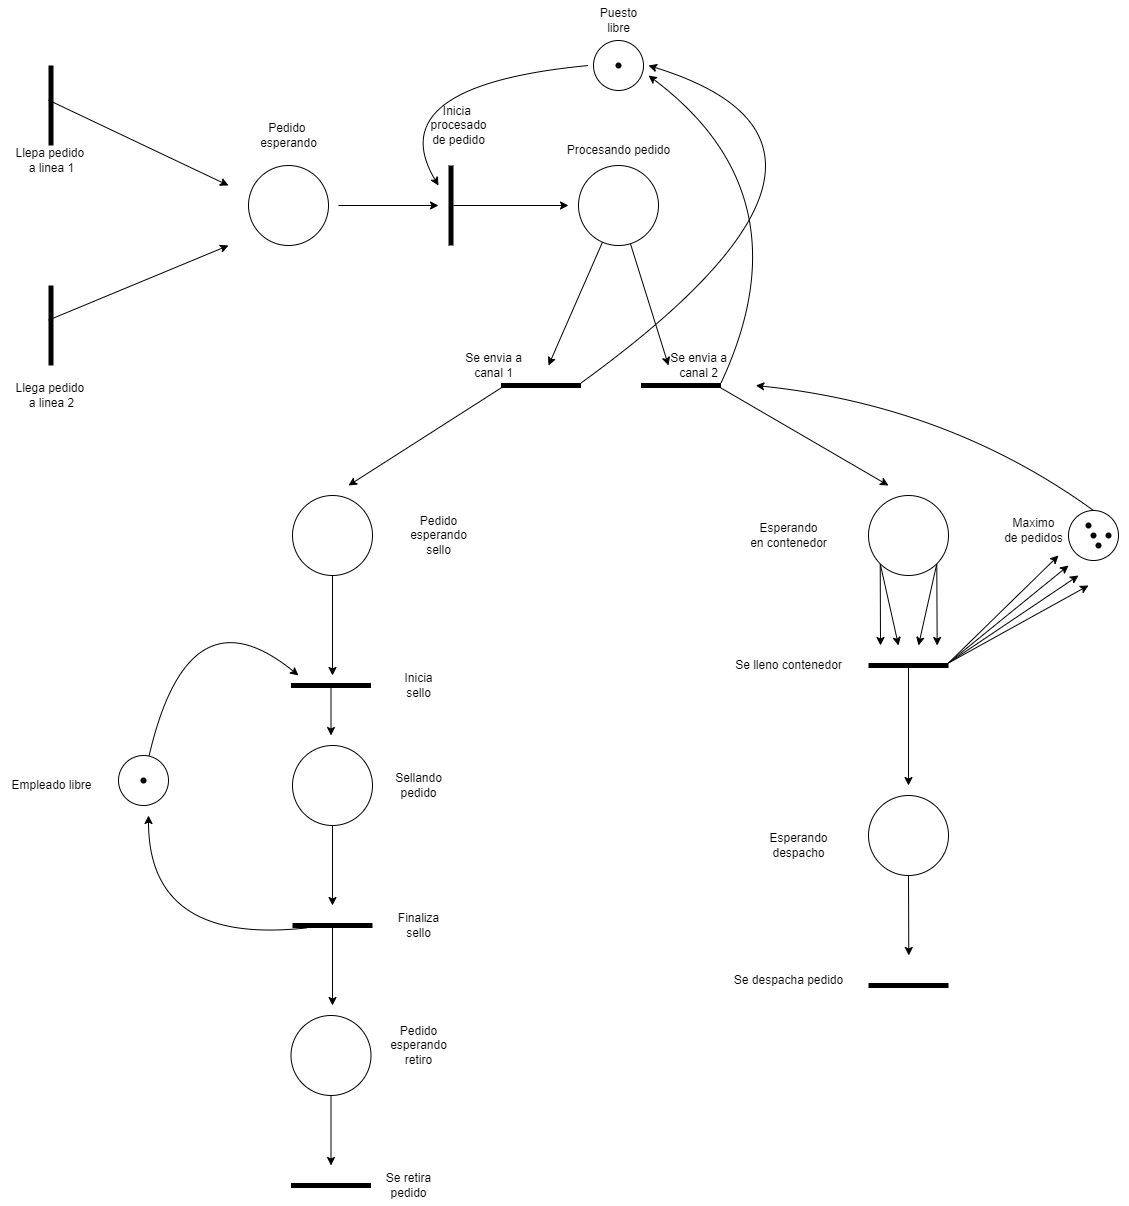 Puesto
libre
Llepa pedido
a linea 1
Pedido
esperando
Inicia
procesado
de pedido
Procesando pedido
Llega pedido
a linea 2
Se envia a
canal 1
Se envia a
canal 2
Pedido
esperando
sello
Esperando
en contenedor
Maximo
de pedidos
Inicia
sello
Se lleno contenedor
Empleado libre
Sellando
pedido
Esperando
despacho
Finaliza
sello
Se despacha pedido
Pedido
esperando
retiro
Se retira
pedido